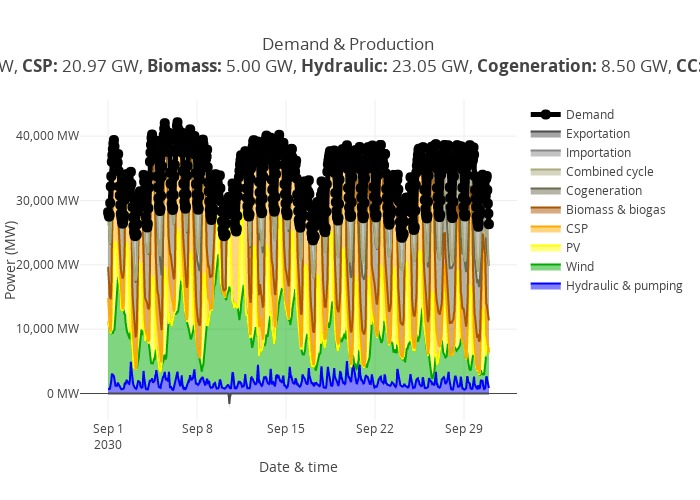 Demand & Production
W, CSP: 20.97 GW, Biomass: 5.00 GW, Hydraulic: 23.05 GW, Cogeneration: 8.50 GW, CC:
40,000 MW
30,000 MW
20,000 MW
10,000 MW
0 MW
Power (MW)
Sep 1
2030
Sep 8
Sep 15
Sep 22
Sep 29
Date & time
Demand
Exportation
Importation
Combined cycle
Cogeneration
Biomass & biogas
CSP
PV
Wind
Hydraulic & pumping